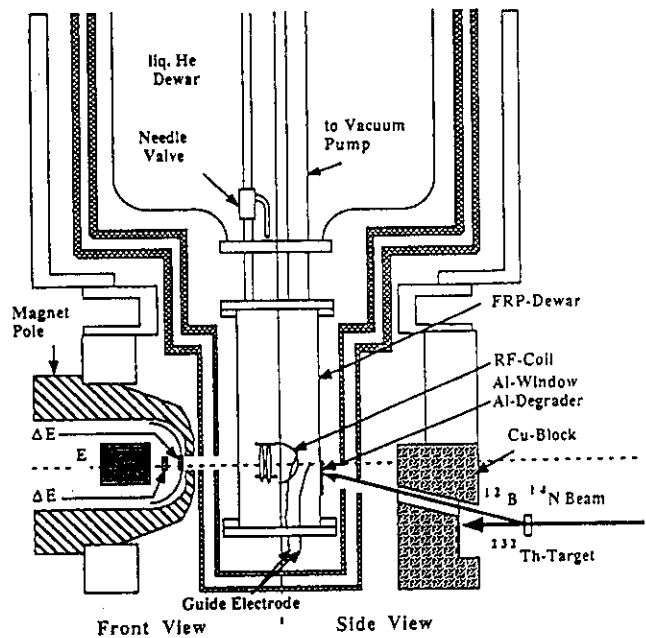 liq. He
Dewar
Needle
Valve
to Vacuum
Pump
Magnet
Pole
FRP-Dewar
RF-Coil
Al-Window
Al-Degrader
Cu-Block
ΔE
E
ΔE
12 B
14 N Beam
232
Th-Target
Guide Electrode
Front View
Side View